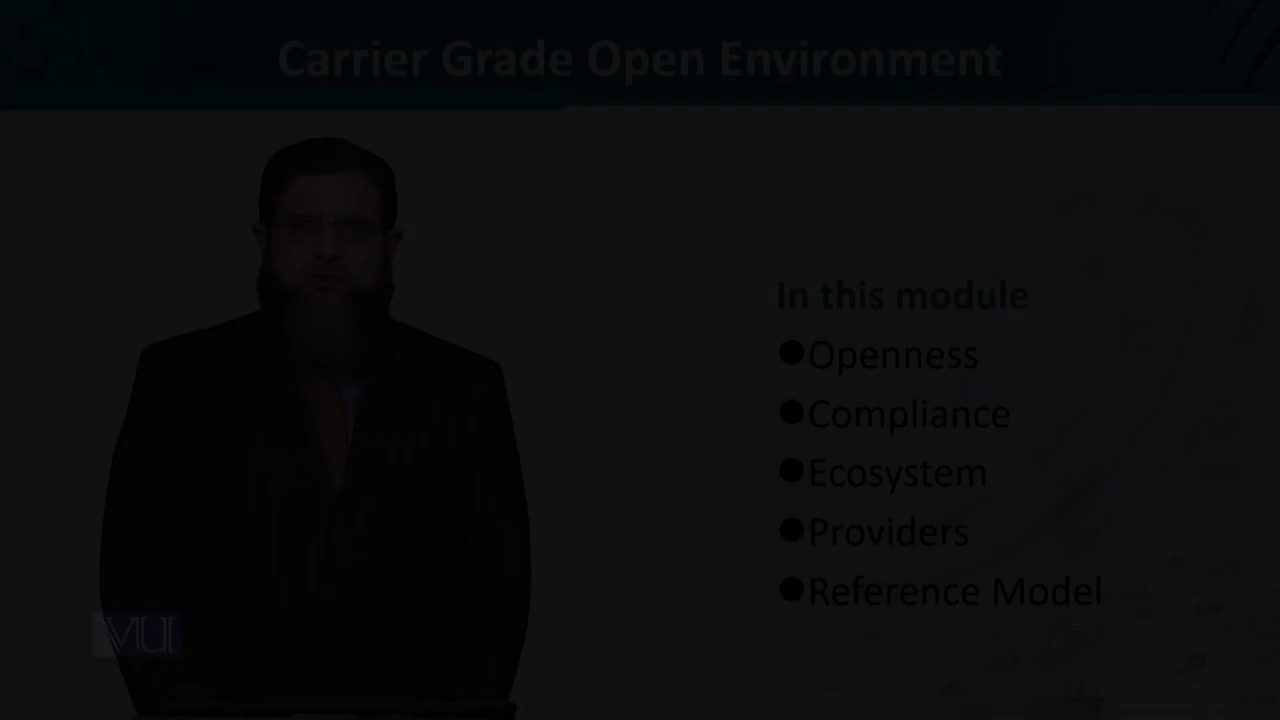 Carrier Grade Open Environment
In this module
●Openness
●Compliance
●Ecosystem
●Providers
●Reference Model
VU